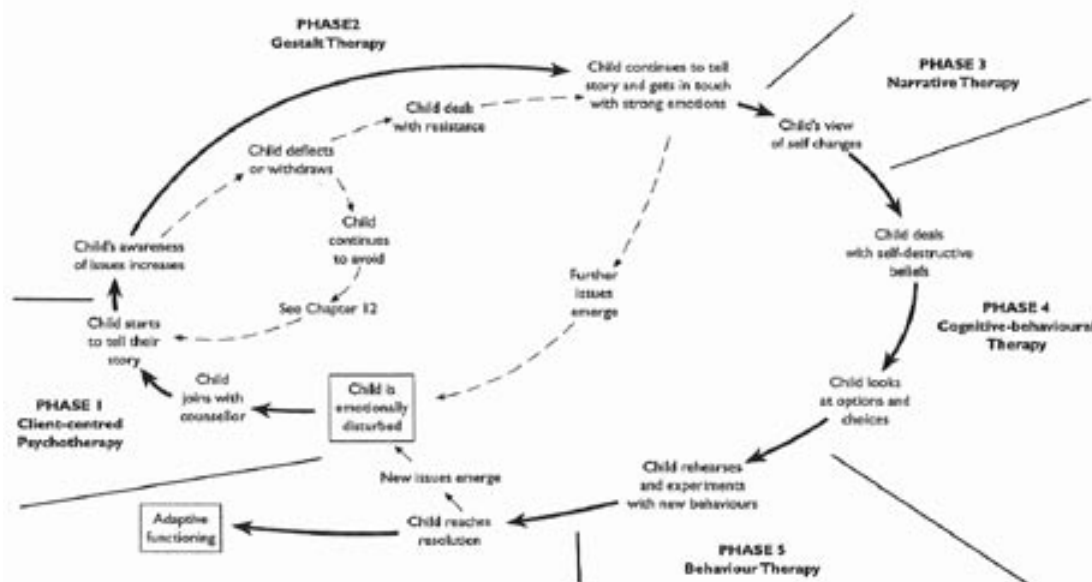 PHASE2
Gestalt Therapy
Child continues to tell
story and gets in touch
with strong emotions
PHASE 3
Narrative Therapy
Child deals
with resistance
Child's view
of self changes
Child deflects
or withdraws
Child
continues
to avoid
Child's awareness
of issues increases
Child deals
with self-destructive
beliefs
Further
issues
emerge
See Chapter 12
Child starts
to tell their
story
PHASE 4
Cognitive-behavioural
Therapy
Child
joins with
counsellor
Child is
emotionally
disturbed
Child looks
at options and
choices
PHASE 1
Client-centred
Psychotherapy
New issues emerge
Child rehearses
and experiments
with new behaviours
Adaptive
functioning
Child reaches
resolution
PHASE 5
Behaviour Therapy